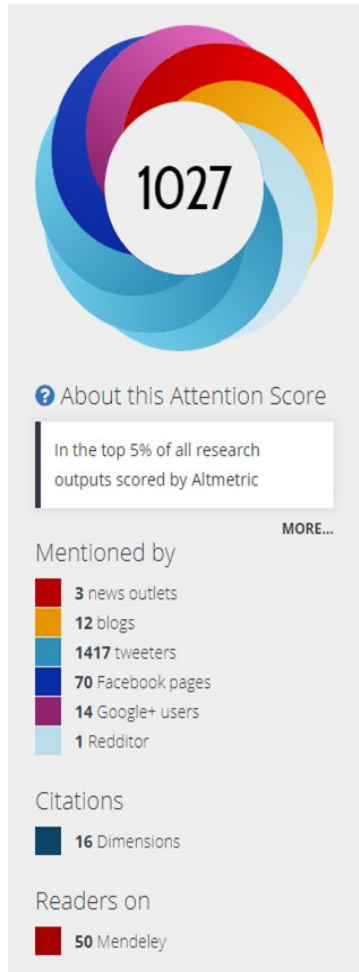 1027
About this Attention Score
In the top 5% of all research
outputs scored by Altmetric
MORE...
Mentioned by
3 news outlets
12 blogs
1417 tweeters
70 Facebook pages
14 Google+ users
1 Redditor
Citations
16 Dimensions
Readers on
50 Mendeley